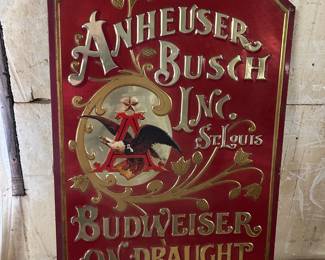 ANHEUSER
BUSCH
INC.
ST. LOUIS
A
BUDWEISER
ON DRAUGHT